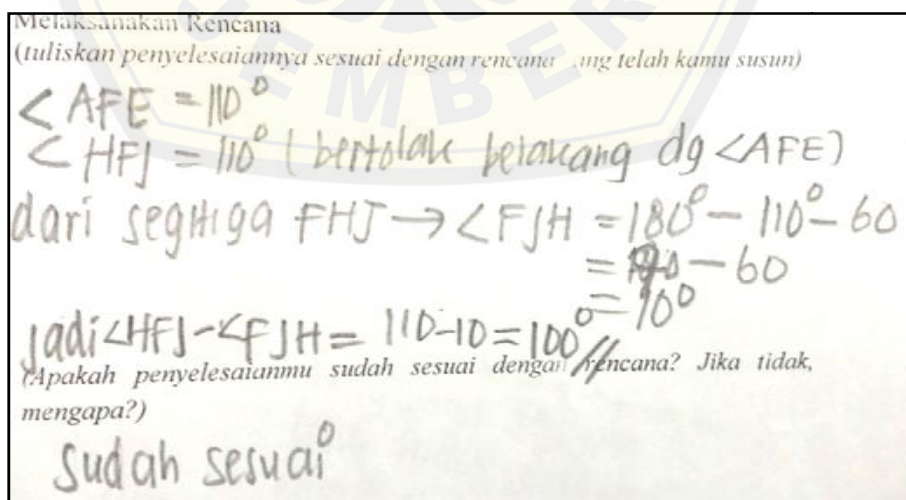 Melaksanakan Rencana
(tuliskan penyelesaiannya sesuai dengan rencana ang telah kamu susun)
EMBER
<AFE = 110°
<HFJ = 110° (bertolak belakang dg <AFE)
dari segitiga FHJ → <FJH = 180° - 110° - 60
= - 60
= 10°
jadi <HFJ - <FJH = 110 - 10 = 100° //
(Apakah penyelesaianmu sudah sesuai dengan rencana? Jika tidak,
mengapa?)
Sudah sesuai